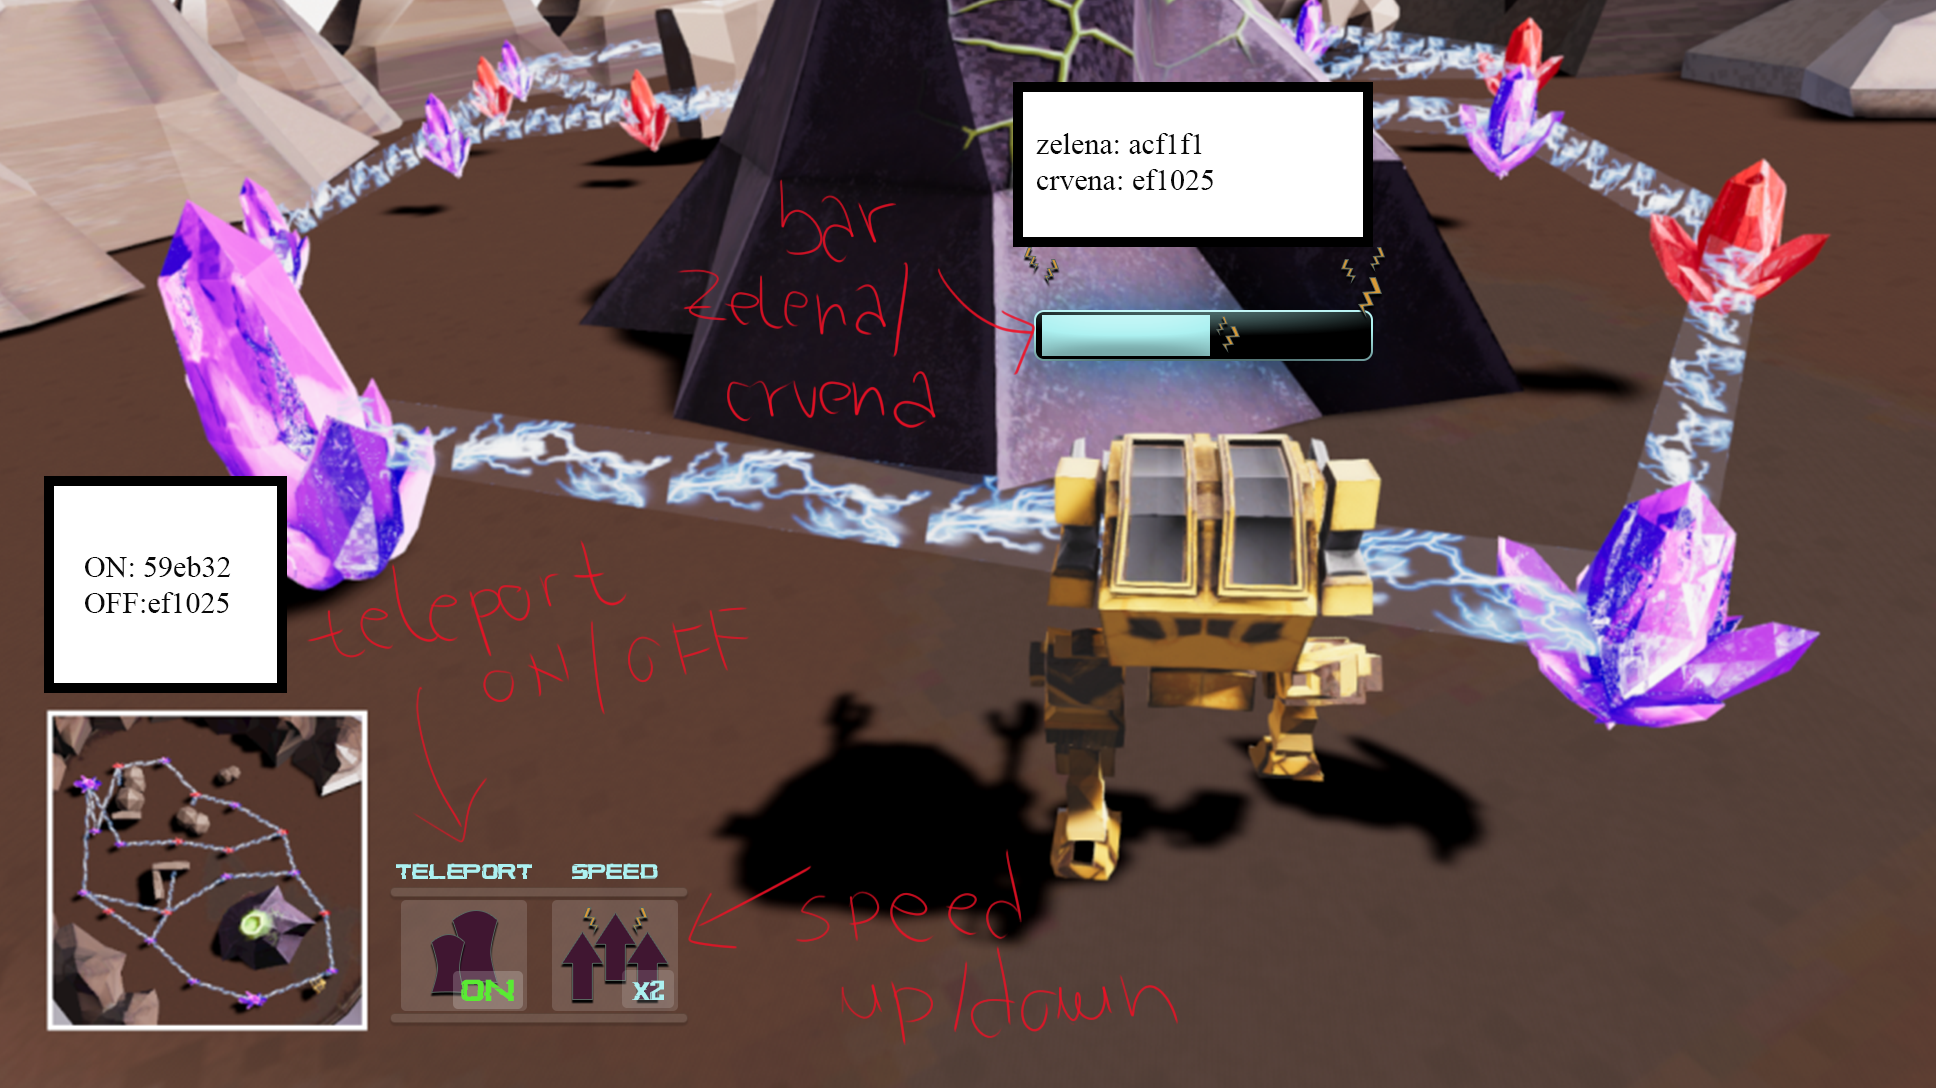 zelena: acf1f1
crvena: ef1025
bar
zelena/
crvena
ON: 59eb32
OFF:ef1025
teleport
ON/OFF
TELEPORT
SPEED
ON
X2
speed
up/down